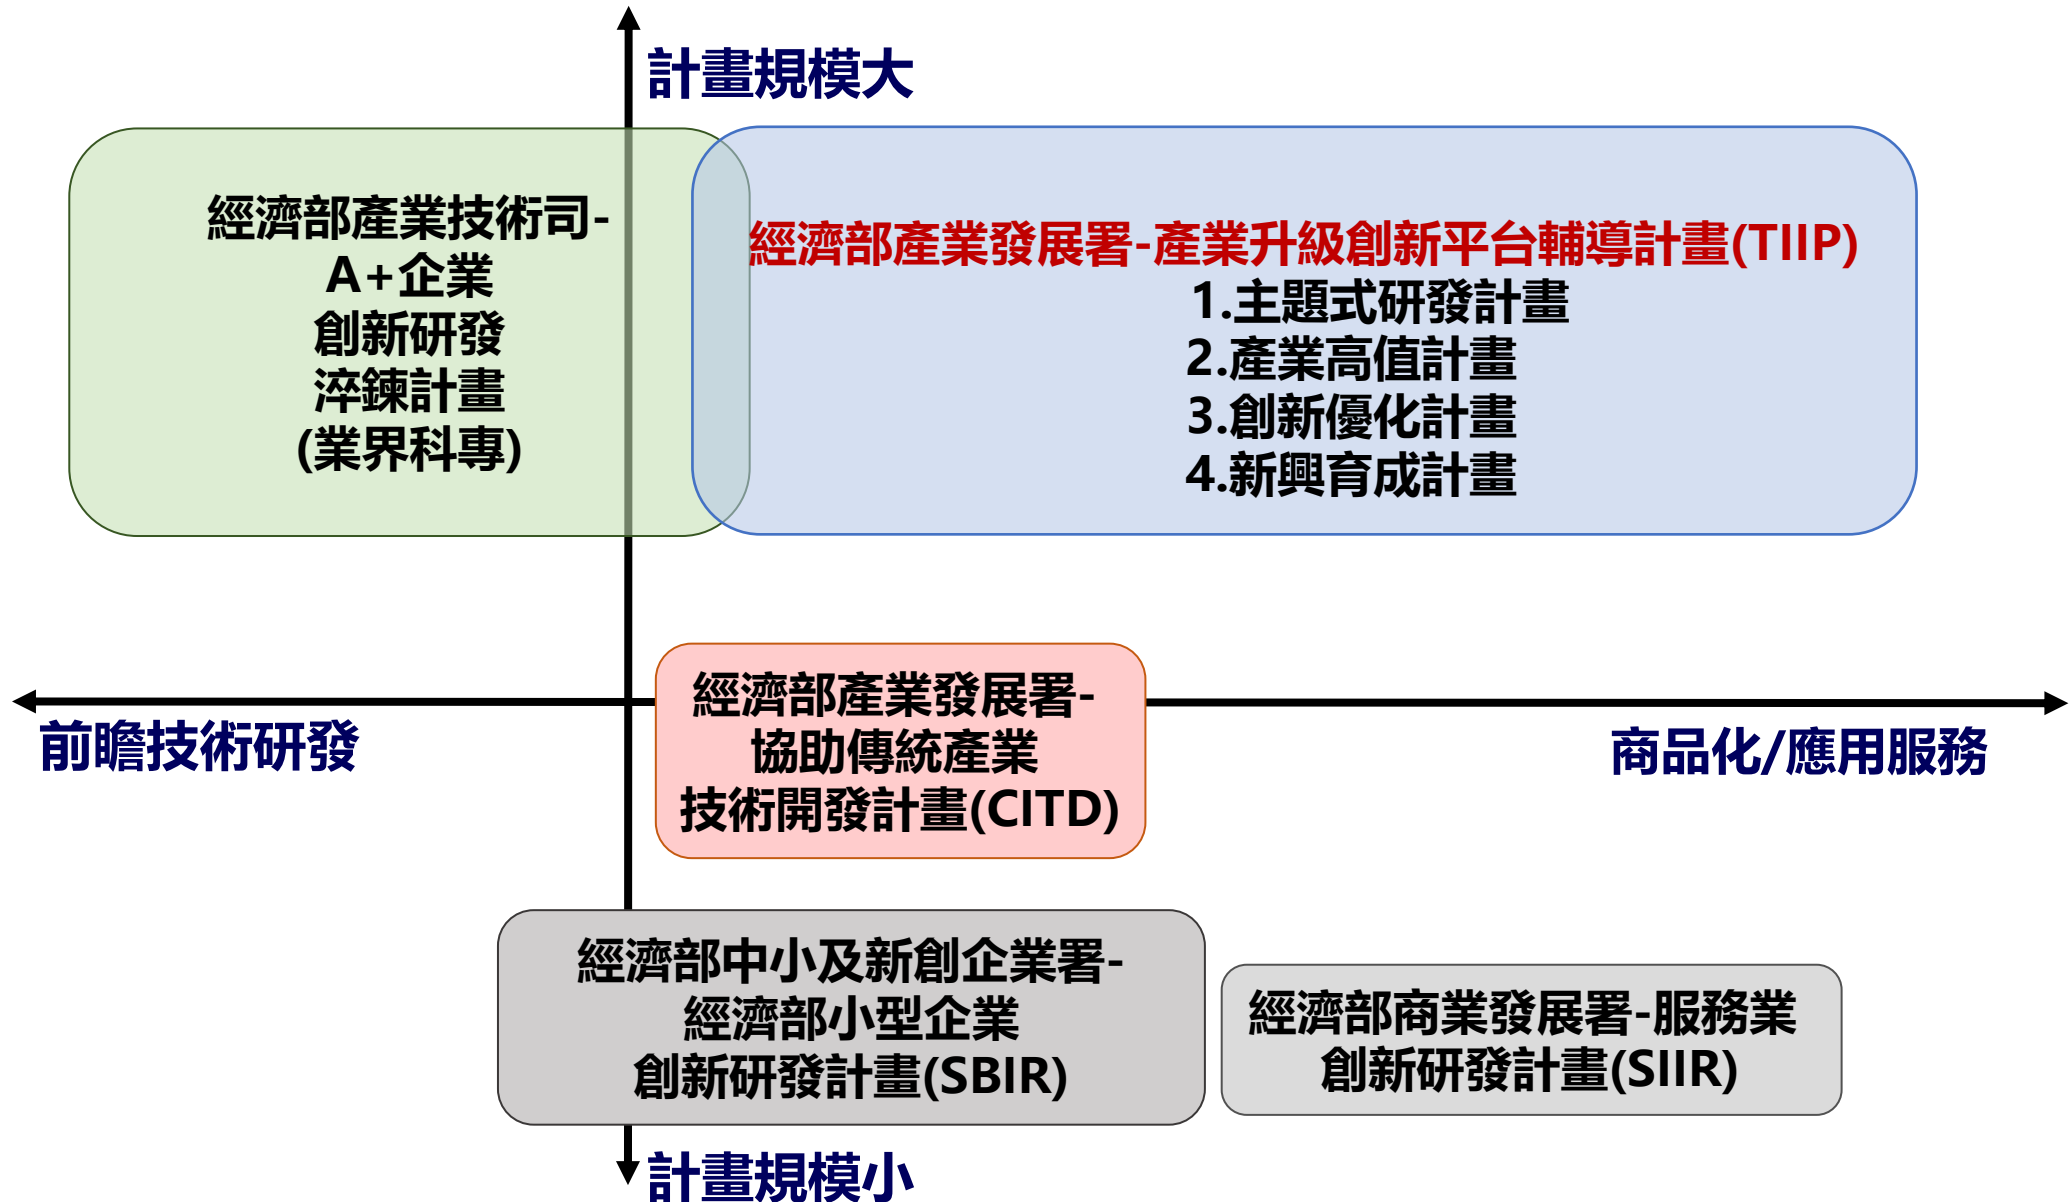 計畫規模大
經濟部產業技術司-
A+企業
創新研發
淬鍊計畫
(業界科專)
經濟部產業發展署-產業升級創新平台輔導計畫(TIIP)
1.主題式研發計畫
2.產業高值計畫
3.創新優化計畫
4.新興育成計畫
前瞻技術研發
經濟部產業發展署-
協助傳統產業
技術開發計畫(CITD)
商品化/應用服務
經濟部中小及新創企業署-
經濟部小型企業
創新研發計畫(SBIR)
經濟部商業發展署-服務業
創新研發計畫(SIIR)
計畫規模小